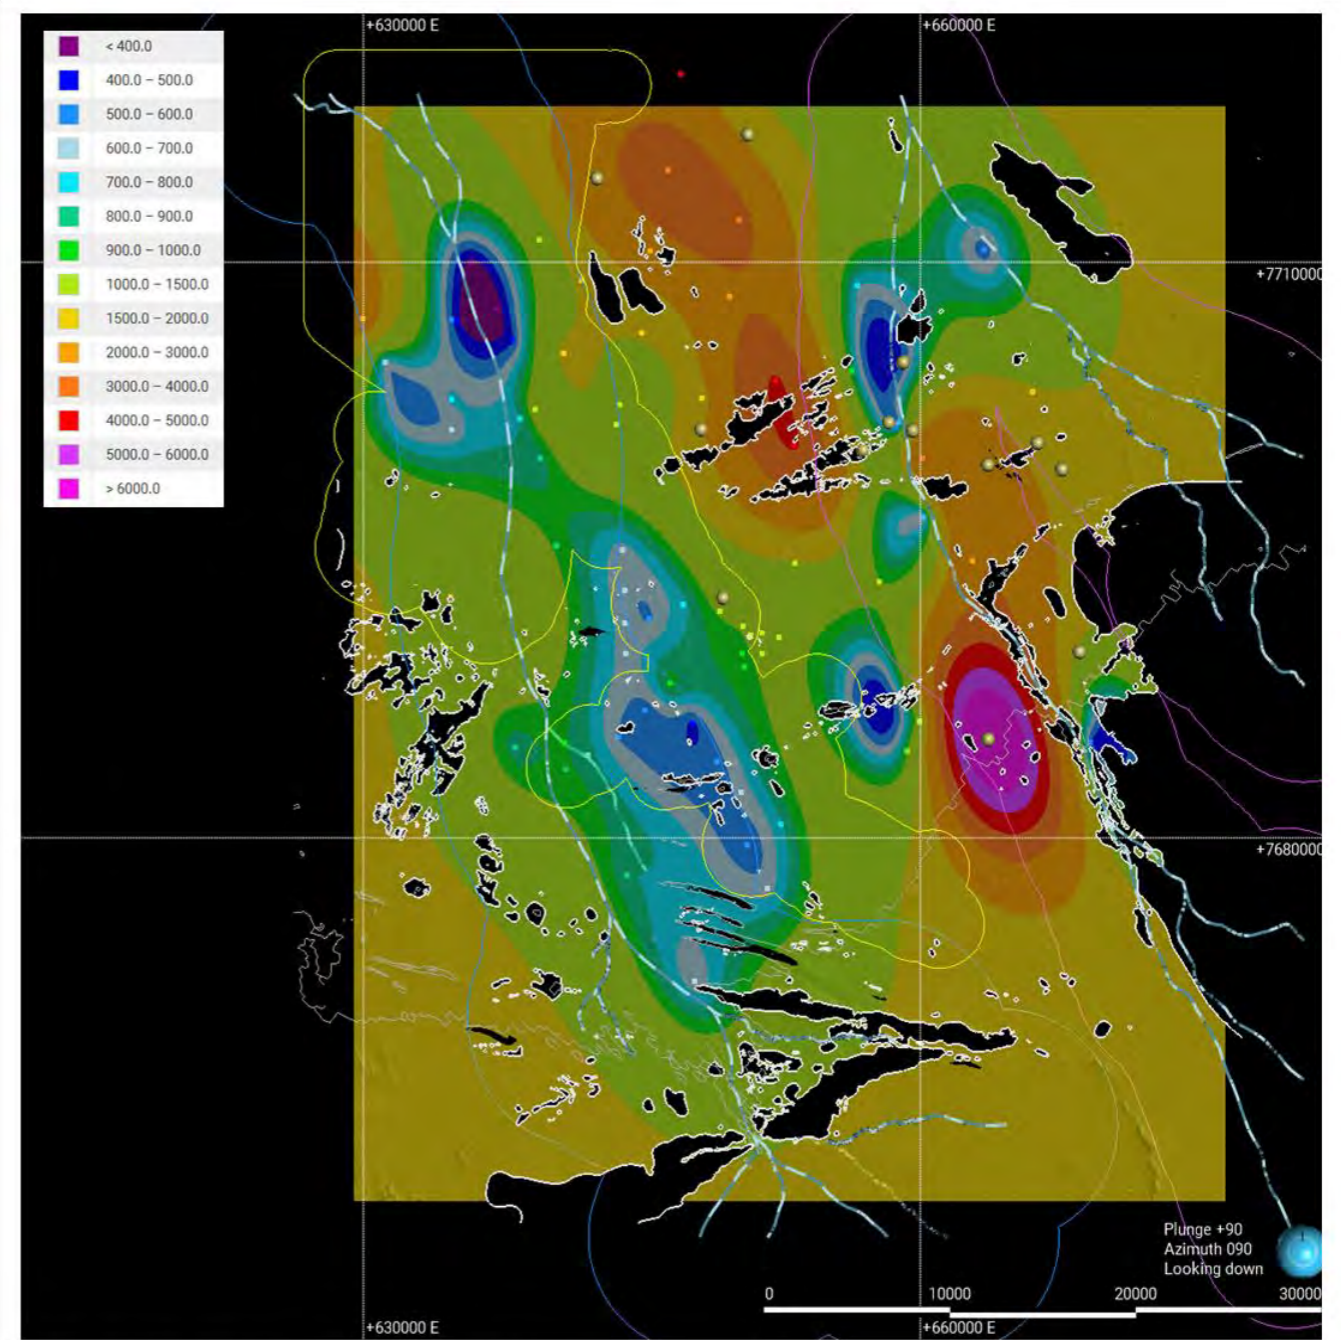 +630000 E
+660000 E
< 400.0
400.0 – 500.0
500.0 – 600.0
600.0 – 700.0
700.0 – 800.0
800.0 – 900.0
900.0 – 1000.0
1000.0 – 1500.0
1500.0 – 2000.0
2000.0 – 3000.0
3000.0 – 4000.0
4000.0 – 5000.0
5000.0 – 6000.0
> 6000.0
+7710000
+7680000
Plunge +90
Azimuth 090
Looking down
0 10000 20000 30000
+630000 E
+660000 E